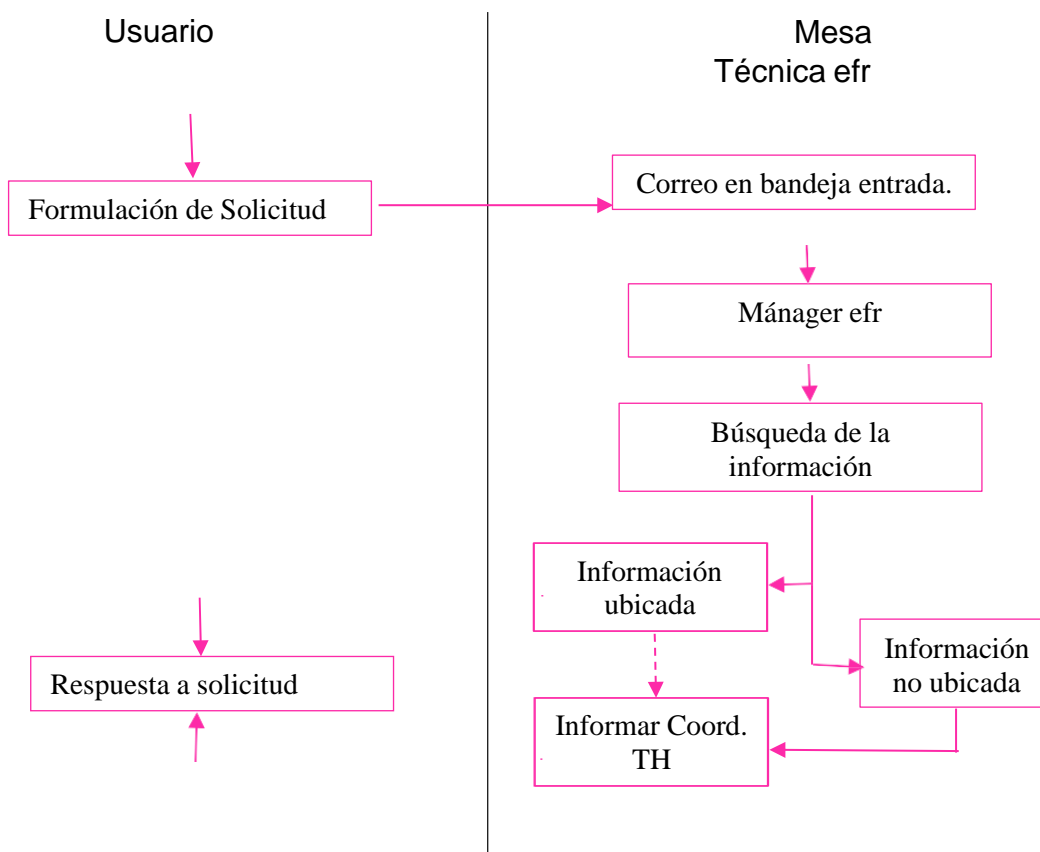 Usuario
Mesa
Técnica efr
Formulación de Solicitud
Correo en bandeja entrada.
Mánager efr
Búsqueda de la
información
Información
ubicada
Información
no ubicada
Respuesta a solicitud
Informar Coord.
TH